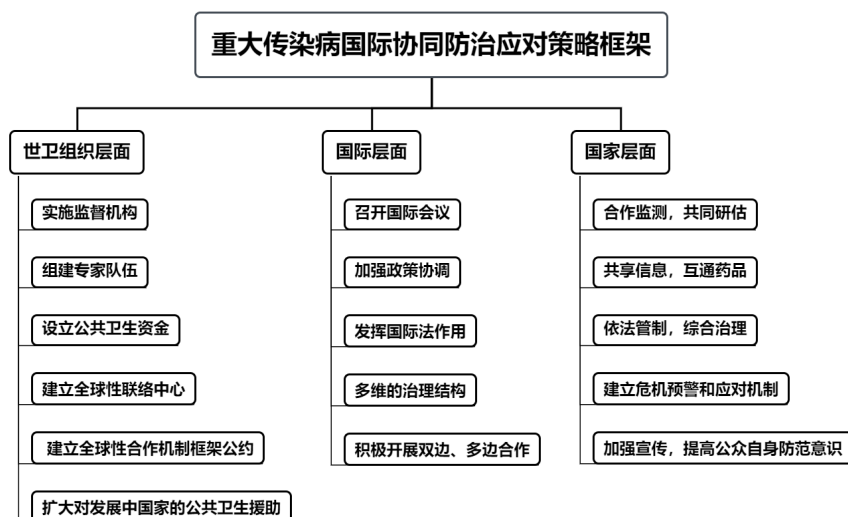 重大传染病国际协同防治应对策略框架
世卫组织层面
实施监督机构
组建专家队伍
设立公共卫生资金
建立全球性联络中心
建立全球性合作机制框架公约
扩大对发展中国家的公共卫生援助
国际层面
召开国际会议
加强政策协调
发挥国际法作用
多维的治理结构
积极开展双边、多边合作
国家层面
合作监测，共同研估
共享信息，互通药品
依法管制，综合治理
建立危机预警和应对机制
加强宣传，提高公众自身防范意识